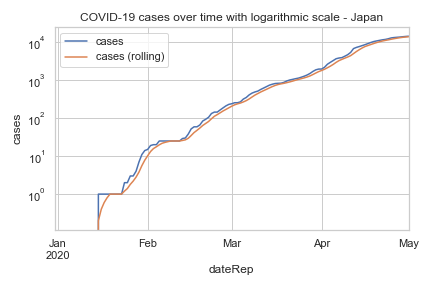 COVID-19 cases over time with logarithmic scale - Japan
cases
cases (rolling)
10⁴
10³
10²
10¹
10⁰
cases
Jan Feb Mar Apr May
2020
dateRep